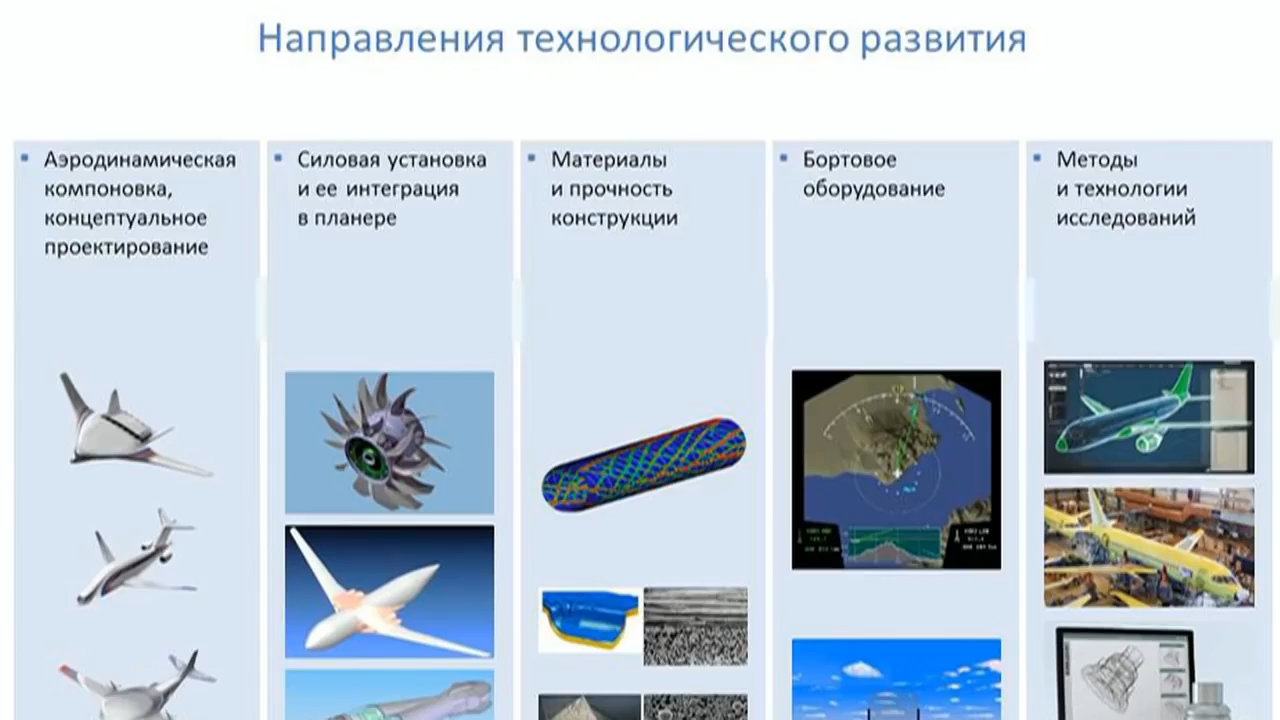 Направления технологического развития
Аэродинамическая
компоновка,
концептуальное
проектирование
Силовая установка
и ее интеграция
в планере
Материалы
и прочность
конструкции
Бортовое
оборудование
Методы
и технологии
исследований